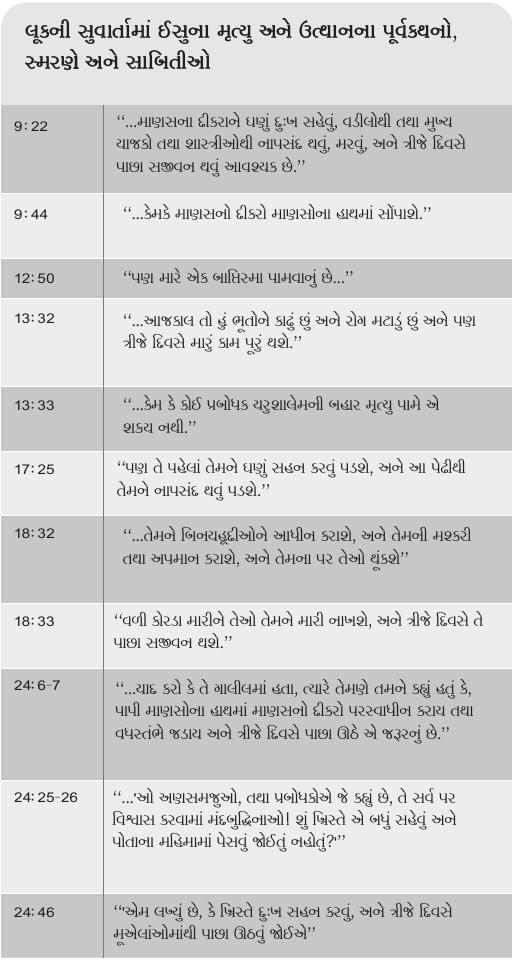 લૂકની સુવાર્તામાં ઈસુના મૃત્યુ અને ઉત્થાનના પૂર્વકથનો,
સ્મરણે અને સાબિતીઓ
9:22
“...માણસના દીકરાને ઘણું દુઃખ સહેવું, વડીલોથી તથા મુખ્ય
યાજકો તથા શાસ્ત્રીઓથી નાપસંદ થવું, મરવું, અને ત્રીજે દિવસે
પાછા સજીવન થવું આવશ્યક છે.”
9:44
“...કેમકે માણસનો દીકરો માણસોના હાથમાં સોંપાશે.”
12:50
“પણ મારે એક બાપ્તિસ્મા પામવાનું છે...”
13:32
“...આજકાલ તો હું ભૂતોને કાઢું છું અને રોગ મટાડું છું અને પણ
ત્રીજે દિવસે મારું કામ પૂરું થશે.”
13:33
“...કેમ કે કોઈ પ્રબોધક યરુશાલેમની બહાર મૃત્યુ પામે એ
શકય નથી.”
17:25
“પણ તે પહેલાં તેમને ઘણું સહન કરવું પડશે, અને આ પેઢીથી
તેમને નાપસંદ થવું પડશે.”
18:32
“...તેમને બિનયહૂદીઓને આધીન કરાશે, અને તેમની મશ્કરી
તથા અપમાન કરાશે, અને તેમના પર તેઓ થૂંકશે”
18:33
“વળી કોરડા મારીને તેઓ તેમને મારી નાખશે, અને ત્રીજે દિવસે તે
પાછા સજીવન થશે.”
24:6-7
“...યાદ કરો કે તે ગાલીલમાં હતા, ત્યારે તેમણે તમને કહ્યું હતું કે,
પાપી માણસોના હાથમાં માણસનો દીકરો પરસ્વાધીન કરાય તથા
વધસ્તંભે જડાય અને ત્રીજે દિવસે પાછા ઊઠે એ જરૂરનું છે.”
24:25-26
“...'ઓ અણસમજુઓ, તથા પ્રબોધકોએ જે કહ્યું છે, તે સર્વ પર
વિશ્વાસ કરવામાં મંદબુદ્ધિનાઓ! શું ખ્રિસ્તે એ બધું સહેવું અને
પોતાના મહિમામાં પેસવું જોઈતું નહોતું?'”
24:46
“'એમ લખ્યું છે, કે ખ્રિસ્તે દુઃખ સહન કરવું, અને ત્રીજે દિવસે
મૂએલાંઓમાંથી પાછા ઊઠવું જોઈએ”